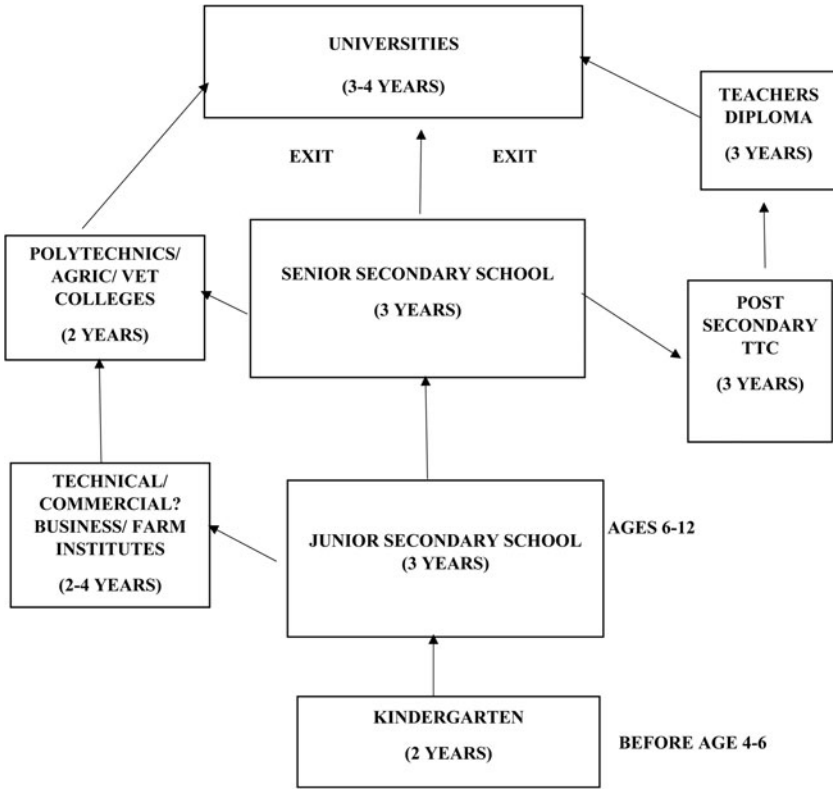 UNIVERSITIES
(3-4 YEARS)
TEACHERS
DIPLOMA
(3 YEARS)
EXIT
EXIT
POLYTECHNICS/
AGRIC/ VET
COLLEGES
(2 YEARS)
SENIOR SECONDARY SCHOOL
(3 YEARS)
POST
SECONDARY
TTC
(3 YEARS)
TECHNICAL/
COMMERCIAL?
BUSINESS/ FARM
INSTITUTES
(2-4 YEARS)
JUNIOR SECONDARY SCHOOL
(3 YEARS)
AGES 6-12
KINDERGARTEN
(2 YEARS)
BEFORE AGE 4-6